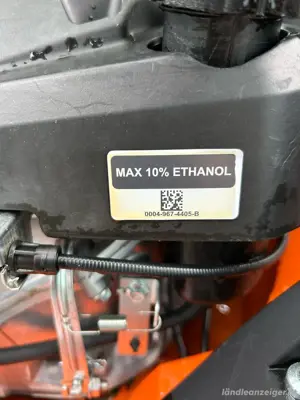 MAX 10% ETHANOL
0004-967-4405-B
ländleanzeiger.at